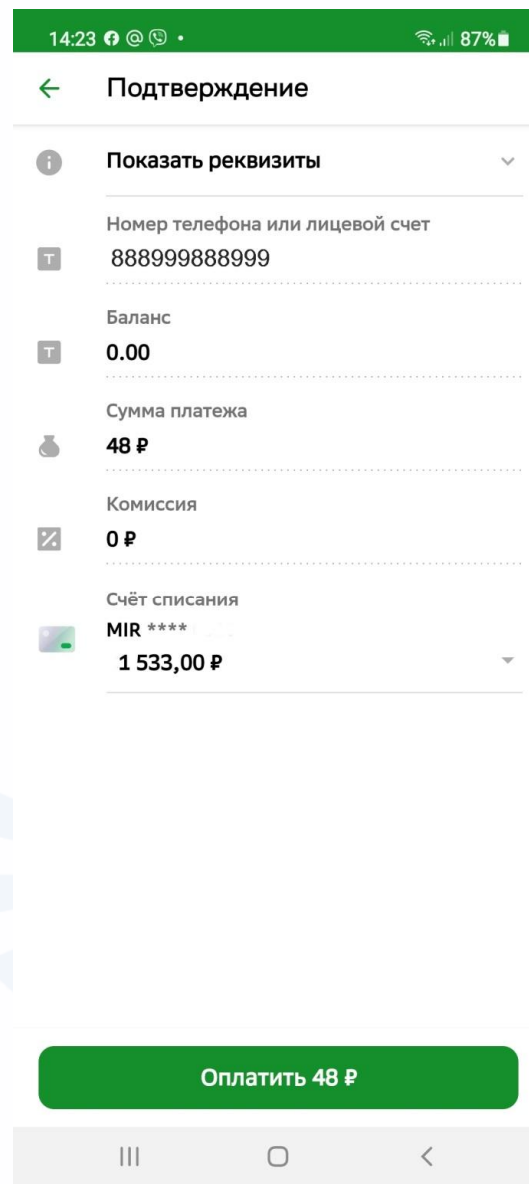 14:23 87%
Подтверждение
Показать реквизиты
Номер телефона или лицевой счет
888999888999
Баланс
0.00
Сумма платежа
48 ₽
Комиссия
0 ₽
Счёт списания
MIR ****
1 533,00 ₽
Оплатить 48 ₽